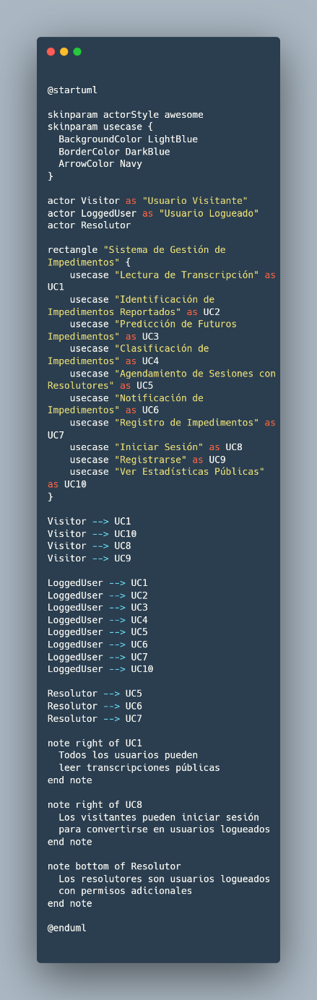 @startuml

skinparam actorStyle awesome
skinparam usecase {
  BackgroundColor LightBlue
  BorderColor DarkBlue
  ArrowColor Navy
}

actor Visitor as "Usuario Visitante"
actor LoggedUser as "Usuario Logueado"
actor Resolutor

rectangle "Sistema de Gestión de
Impedimentos" {
    usecase "Lectura de Transcripción" as
UC1
    usecase "Identificación de
Impedimentos Reportados" as UC2
    usecase "Predicción de Futuros
Impedimentos" as UC3
    usecase "Clasificación de
Impedimentos" as UC4
    usecase "Agendamiento de Sesiones con
Resolutores" as UC5
    usecase "Notificación de
Impedimentos" as UC6
    usecase "Registro de Impedimentos" as
UC7
    usecase "Iniciar Sesión" as UC8
    usecase "Registrarse" as UC9
    usecase "Ver Estadísticas Públicas"
as UC10
}

Visitor --> UC1
Visitor --> UC10
Visitor --> UC8
Visitor --> UC9

LoggedUser --> UC1
LoggedUser --> UC2
LoggedUser --> UC3
LoggedUser --> UC4
LoggedUser --> UC5
LoggedUser --> UC6
LoggedUser --> UC7
LoggedUser --> UC10

Resolutor --> UC5
Resolutor --> UC6
Resolutor --> UC7

note right of UC1
  Todos los usuarios pueden
  leer transcripciones públicas
end note

note right of UC8
  Los visitantes pueden iniciar sesión
  para convertirse en usuarios logueados
end note

note bottom of Resolutor
  Los resolutores son usuarios logueados
  con permisos adicionales
end note

@enduml